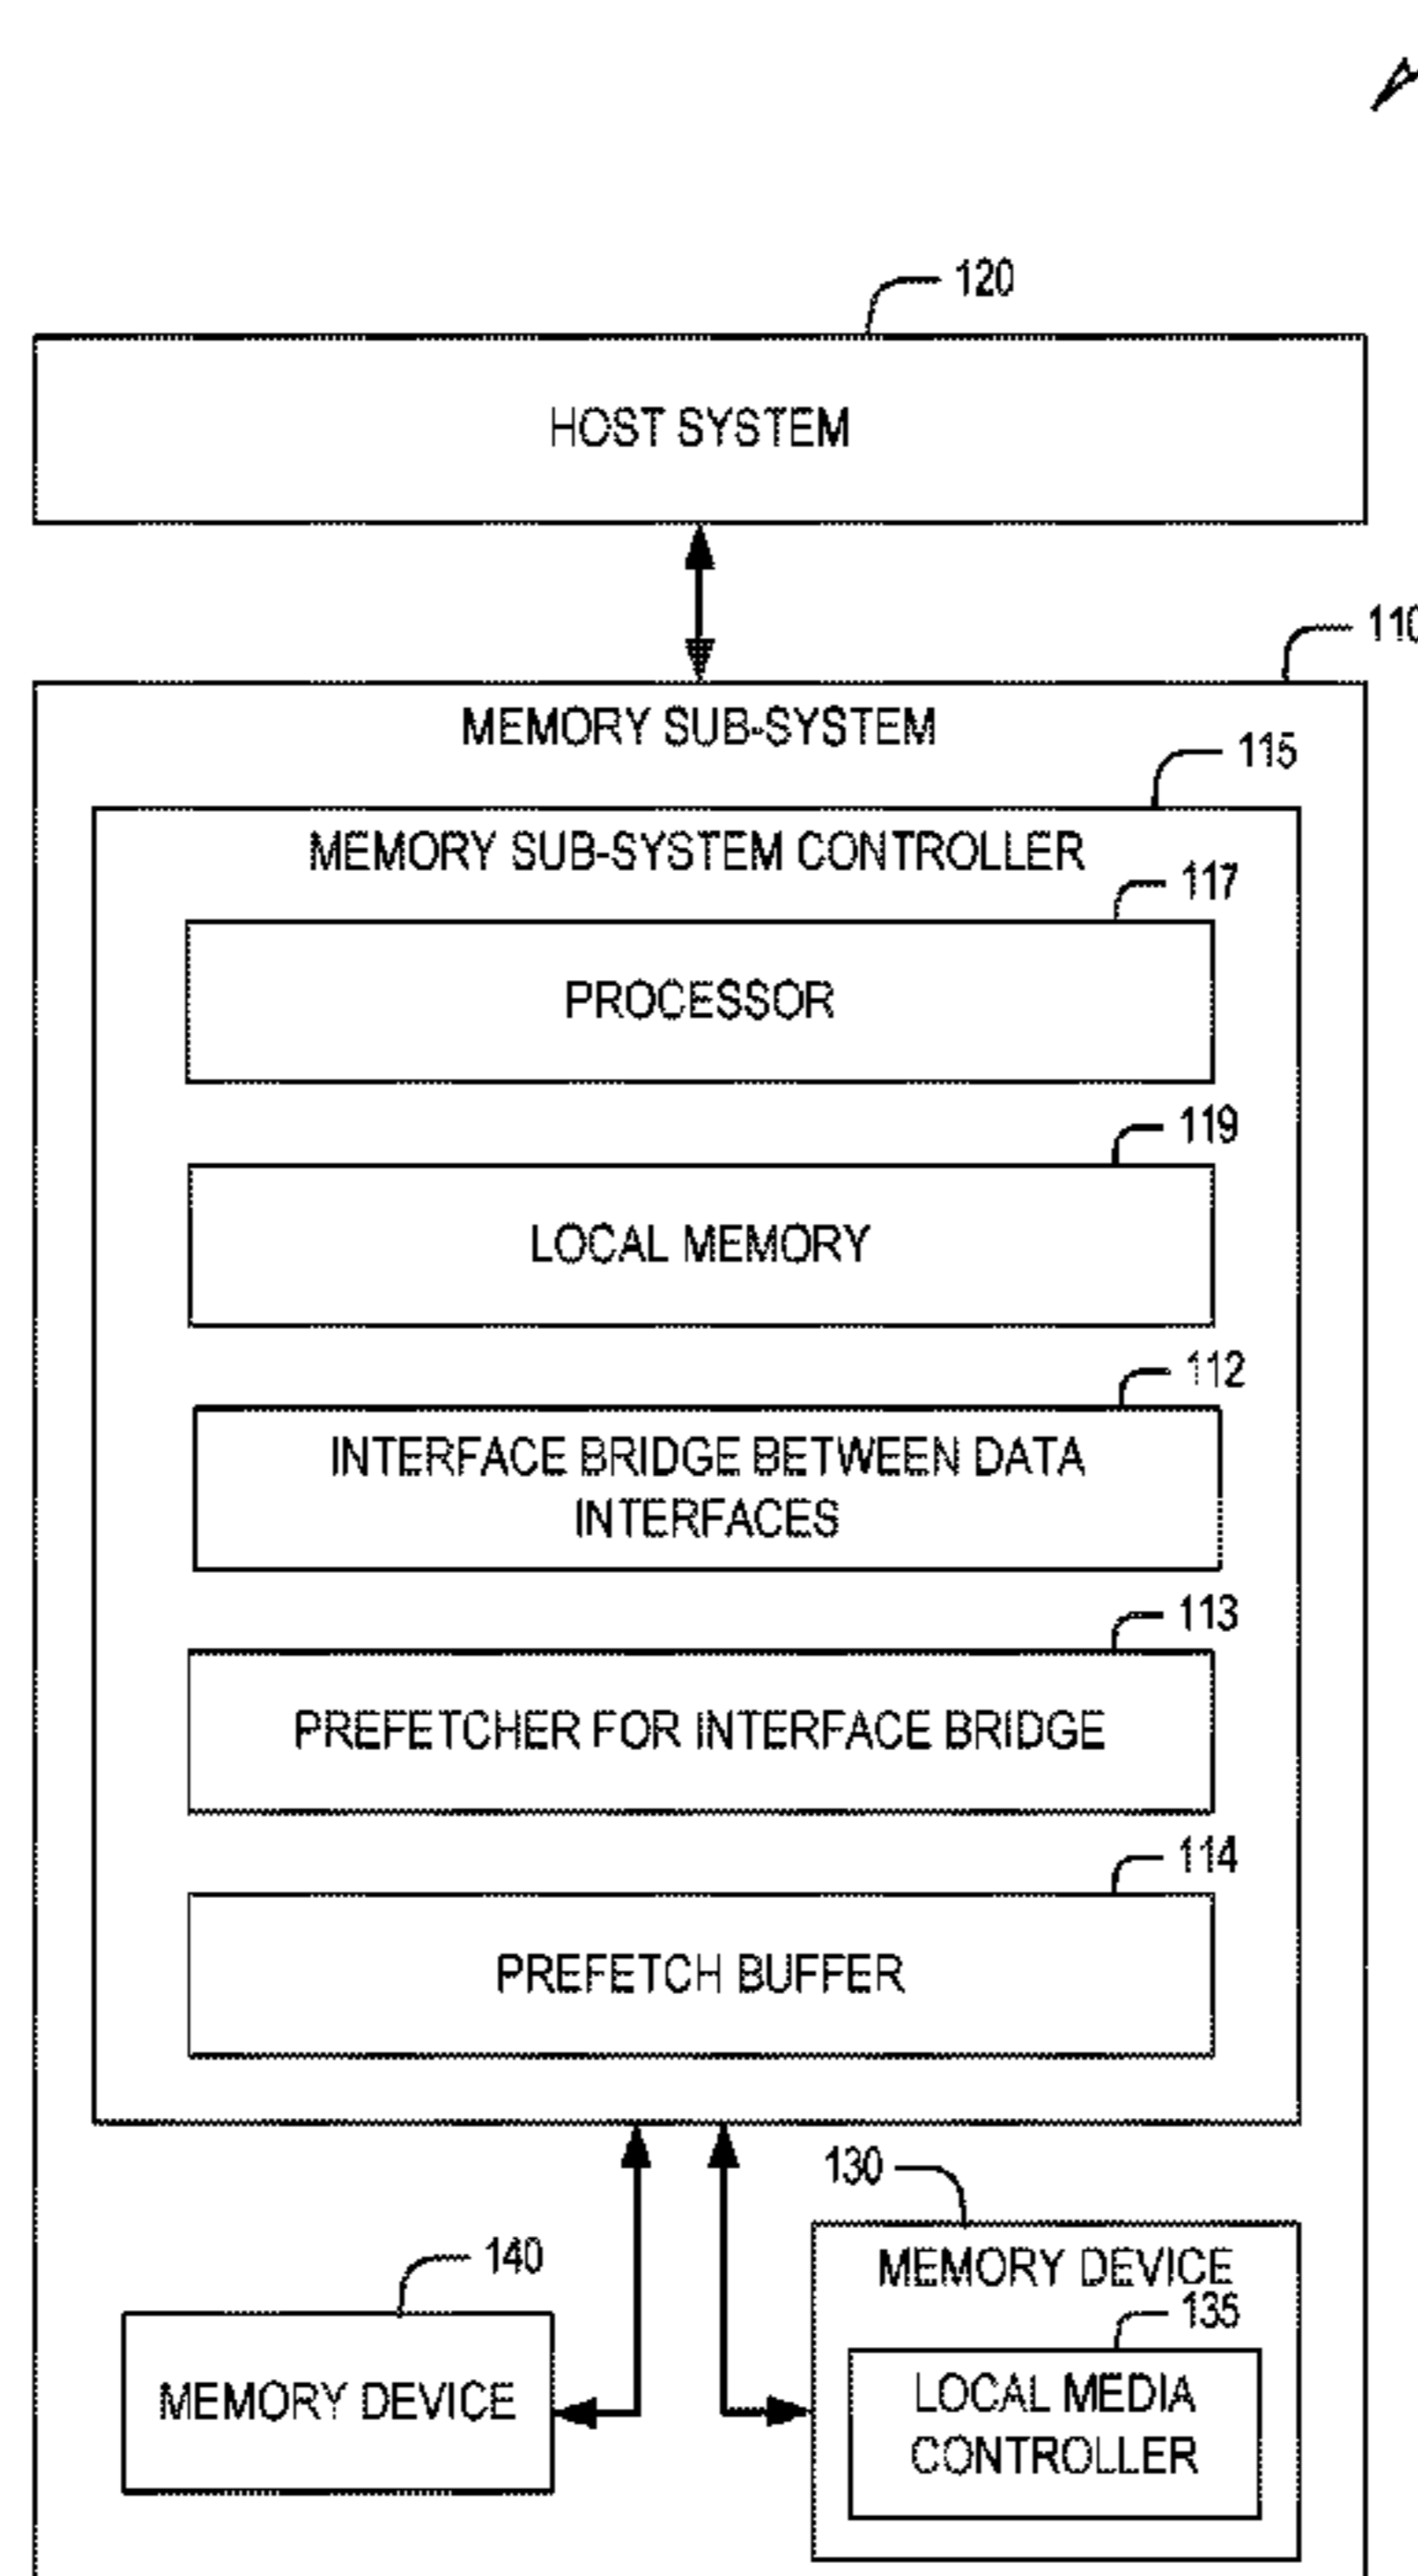 120
HOST SYSTEM
110
MEMORY SUB-SYSTEM
115
MEMORY SUB-SYSTEM CONTROLLER
117
PROCESSOR
119
LOCAL MEMORY
112
INTERFACE BRIDGE BETWEEN DATA
INTERFACES
113
PREFETCHER FOR INTERFACE BRIDGE
114
PREFETCH BUFFER
130
MEMORY DEVICE
140
135
MEMORY DEVICE
LOCAL MEDIA
CONTROLLER